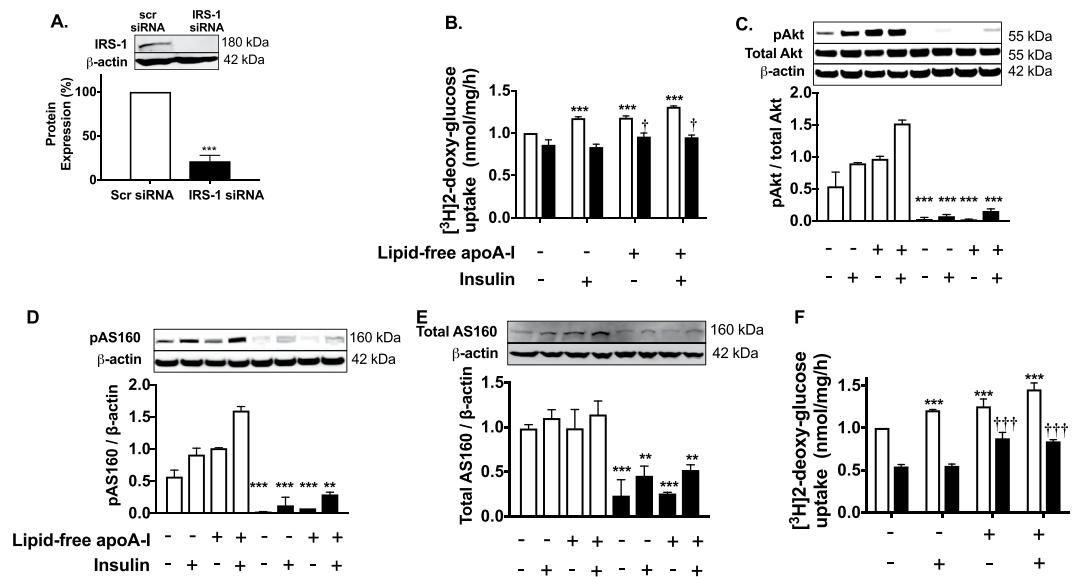 A.
scr siRNA
IRS-1 siRNA
IRS-1
180 kDa
β-actin
42 kDa
Protein Expression (%)
100
50
0
***
Scr siRNA
IRS-1 siRNA
B.
[³H]2-deoxy-glucose
uptake (nmol/mg/h)
1.5
1.0
0.5
0.0
*** *** ***
† †
Lipid-free apoA-I - - + +
Insulin - + - +
C.
pAkt
55 kDa
Total Akt
55 kDa
β-actin
42 kDa
pAkt / total Akt
2.0
1.5
1.0
0.5
0.0
*** *** *** ***
- - + + - - + +
- + - + - + - +
D
pAS160
160 kDa
β-actin
42 kDa
pAS160 / β-actin
2.0
1.5
1.0
0.5
0.0
*** *** *** **
Lipid-free apoA-I - - + + - - + +
Insulin - + - + - + - +
E
Total AS160
160 kDa
β-actin
42 kDa
Total AS160 / β-actin
1.5
1.0
0.5
0.0
*** ** *** **
- - + + - - + +
- + - + - + - +
F
[³H]2-deoxy-glucose
uptake (nmol/mg/h)
1.5
1.0
0.5
0.0
*** *** ***
††† †††
- - + +
- + - +